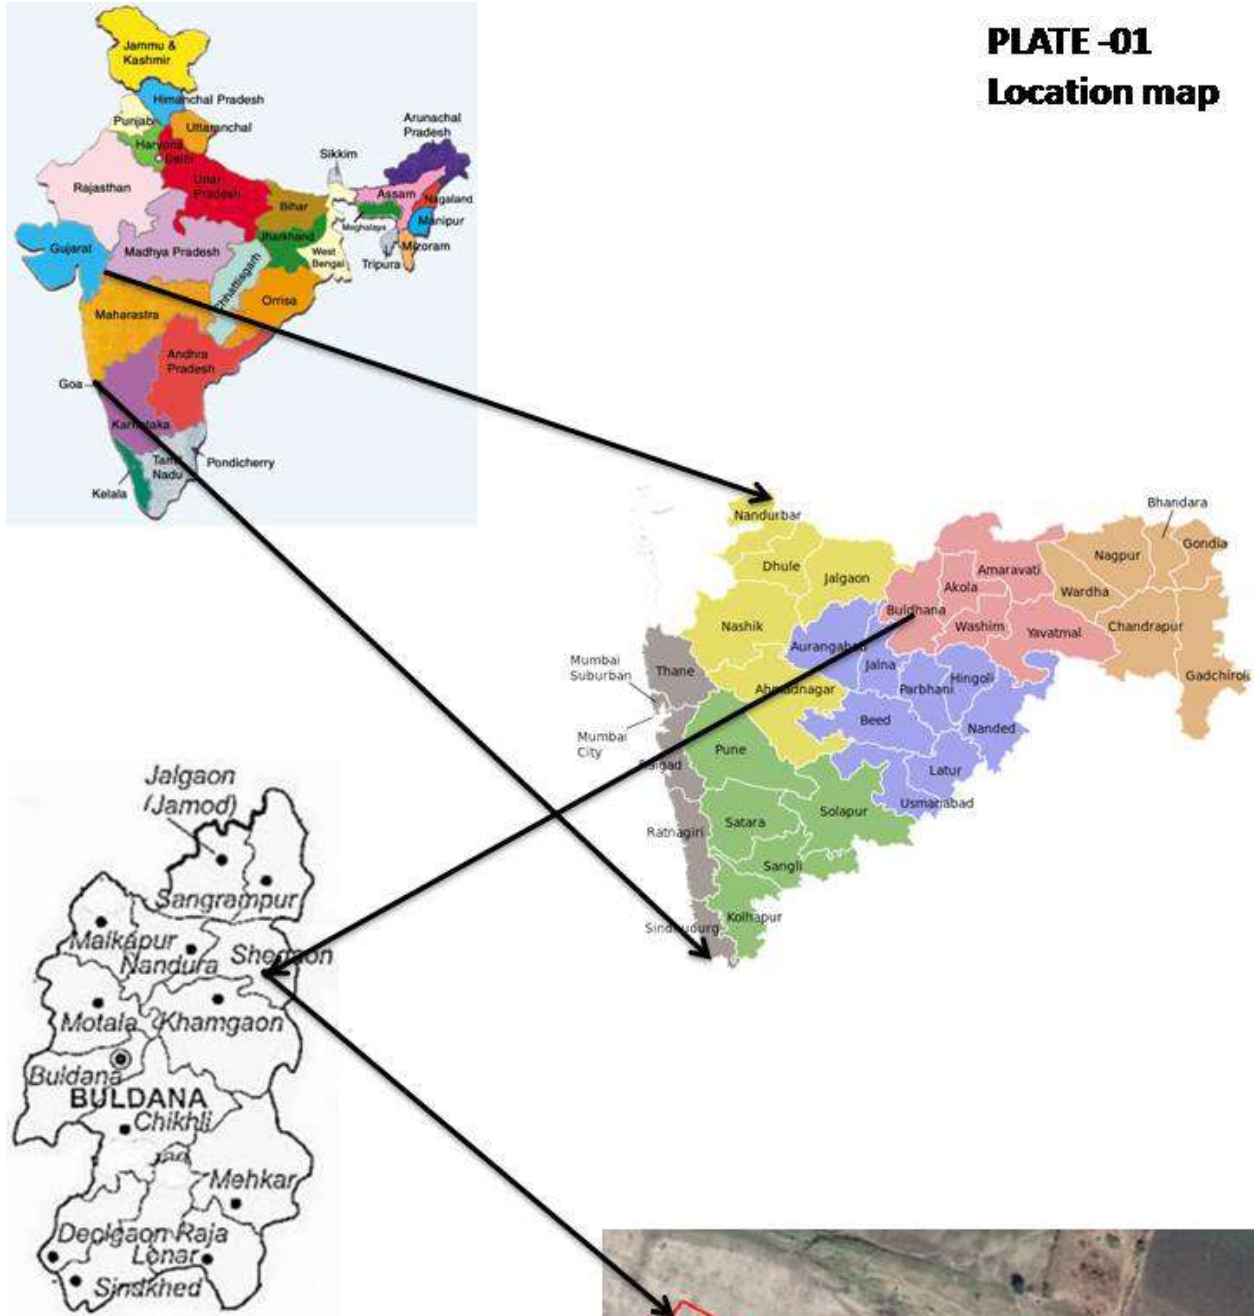 PLATE -01
Location map
Jammu &
Kashmir
Himanchal Pradesh
Punjab
Uttaranchal
Haryana
Delhi
Arunachal
Pradesh
Sikkim
Rajasthan
Uttar
Pradesh
Bihar
Assam
Nagaland
Meghalaya
Manipur
Gujarat
Madhya Pradesh
Jharkhand
West
Bengal
Mizoram
Tripura
Chhattisgarh
Orrisa
Maharastra
Andhra
Pradesh
Goa
Karnataka
Tamil
Nadu
Pondicherry
Kelala
Nandurbar
Bhandara
Dhule
Jalgaon
Nagpur
Gondia
Amaravati
Akola
Wardha
Buldhana
Nashik
Washim
Yavatmal
Chandrapur
Aurangabad
Jalna
Mumbai
Suburban
Thane
Hingoli
Parbhani
Gadchiroli
Ahmadnagar
Beed
Nanded
Mumbai
City
Pune
Raigad
Latur
Usmanabad
Solapur
Satara
Ratnagiri
Sangli
Kolhapur
Sindhudurg
Jalgaon
(Jamod)
Sangrampur
Malkapur
Nandura
Shegaon
Motala
Khamgaon
Buldana
BULDANA
Chikhli
Mehkar
Deolgaon Raja
Lonar
Sindkhed